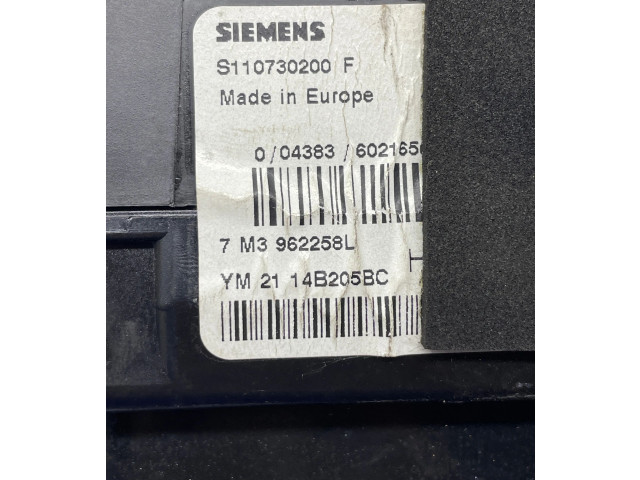 SIEMENS
S110730200 F
Made in Europe
0/04383/602165
7 M3 962258L
H
YM 21 14B205BC